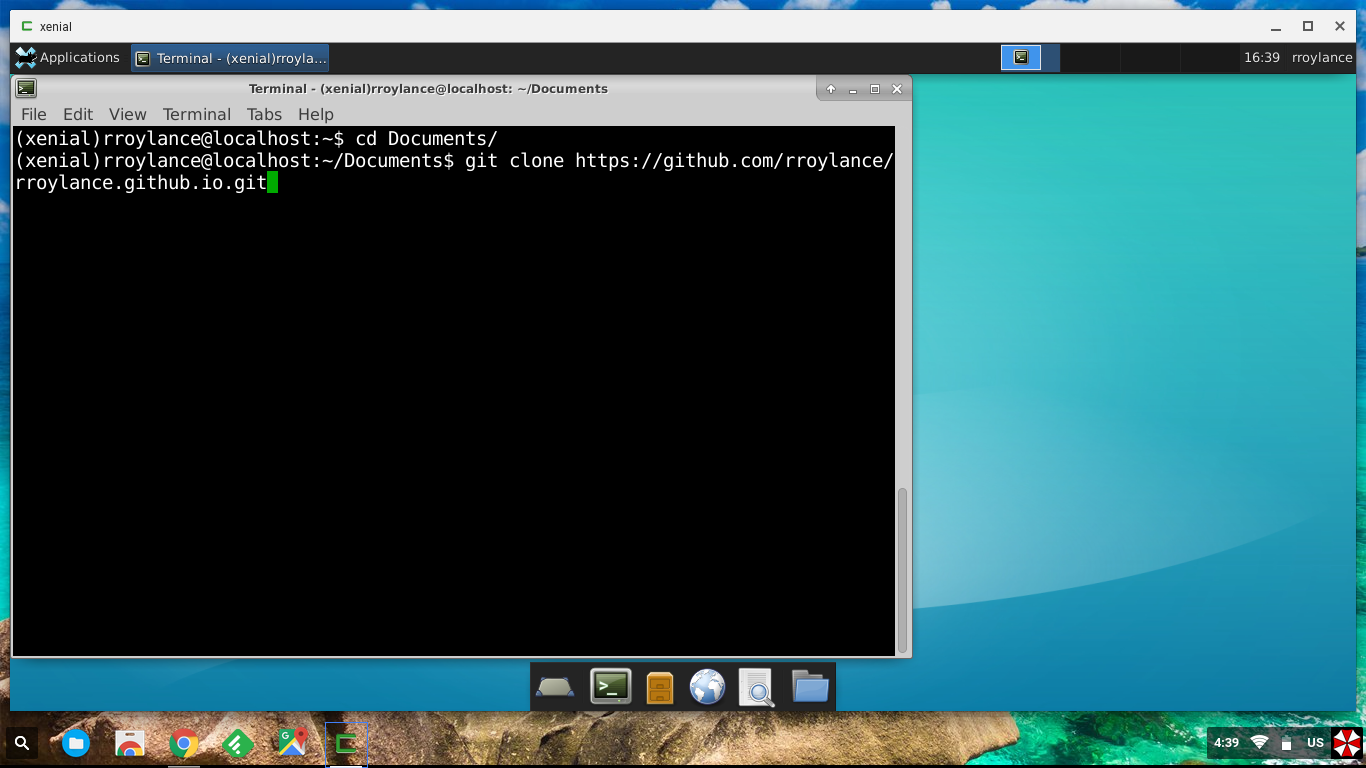 xenial
Applications
Terminal - (xenial)rroyla...
16:39
rroylance
Terminal - (xenial)rroylance@localhost: ~/Documents
File Edit View Terminal Tabs Help
(xenial)rroylance@localhost:~$ cd Documents/
(xenial)rroylance@localhost:~/Documents$ git clone https://github.com/rroylance/
rroylance.github.io.git
4:39
US